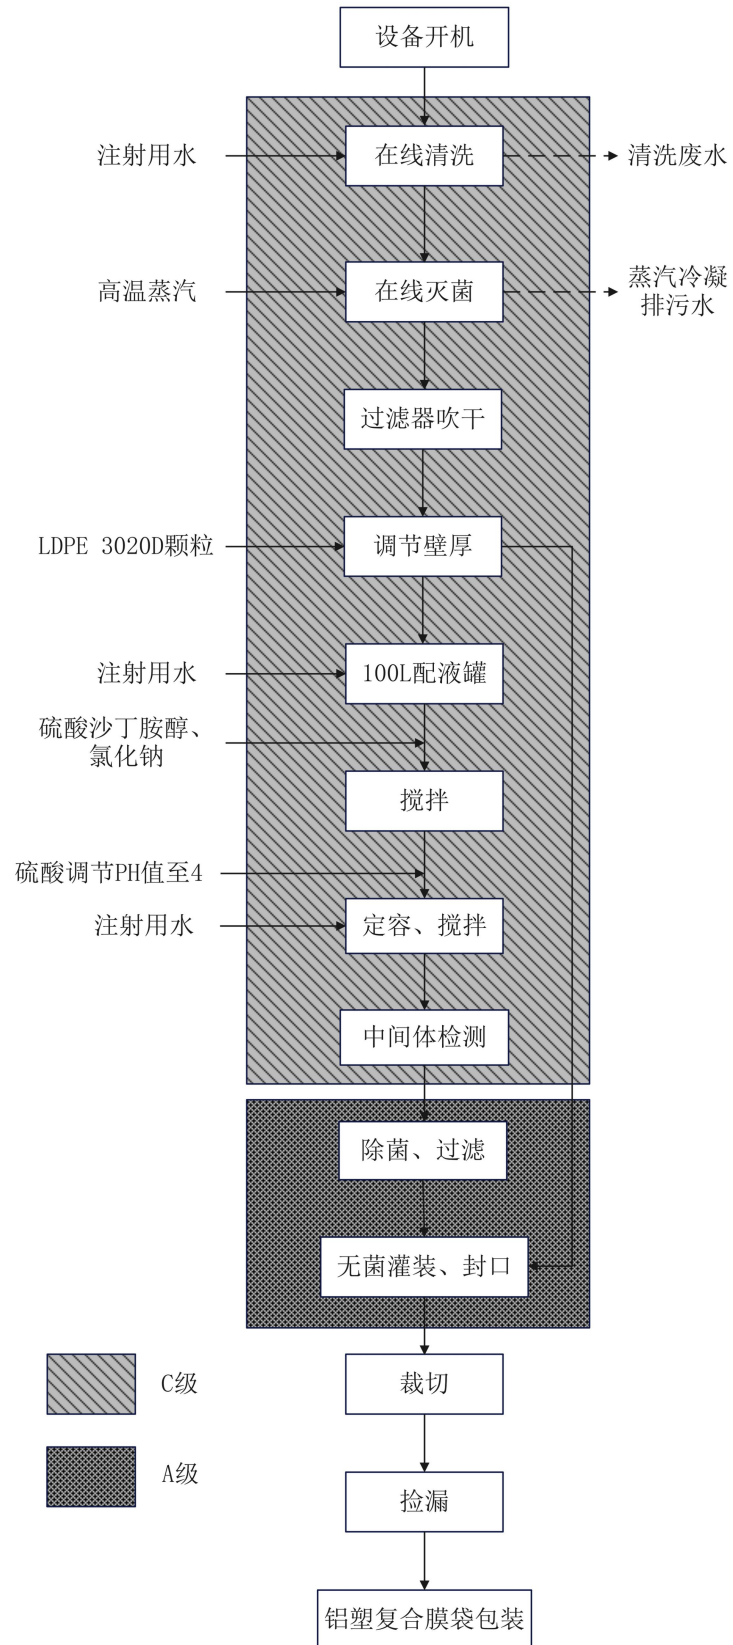 设备开机
注射用水
在线清洗
清洗废水
高温蒸汽
在线灭菌
蒸汽冷凝
排污水
过滤器吹干
LDPE 3020D颗粒
调节壁厚
注射用水
100L配液罐
硫酸沙丁胺醇、
氯化钠
搅拌
硫酸调节PH值至4
注射用水
定容、搅拌
中间体检测
除菌、过滤
无菌灌装、封口
C级
裁切
A级
捡漏
铝塑复合膜袋包装